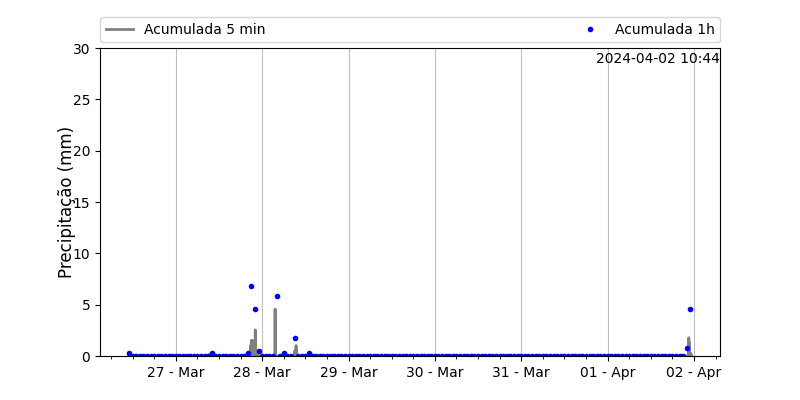 Acumulada 5 min
Acumulada 1h
2024-04-02 10:44
Precipitação (mm)
30
25
20
15
10
5
0
27 - Mar
28 - Mar
29 - Mar
30 - Mar
31 - Mar
01 - Apr
02 - Apr